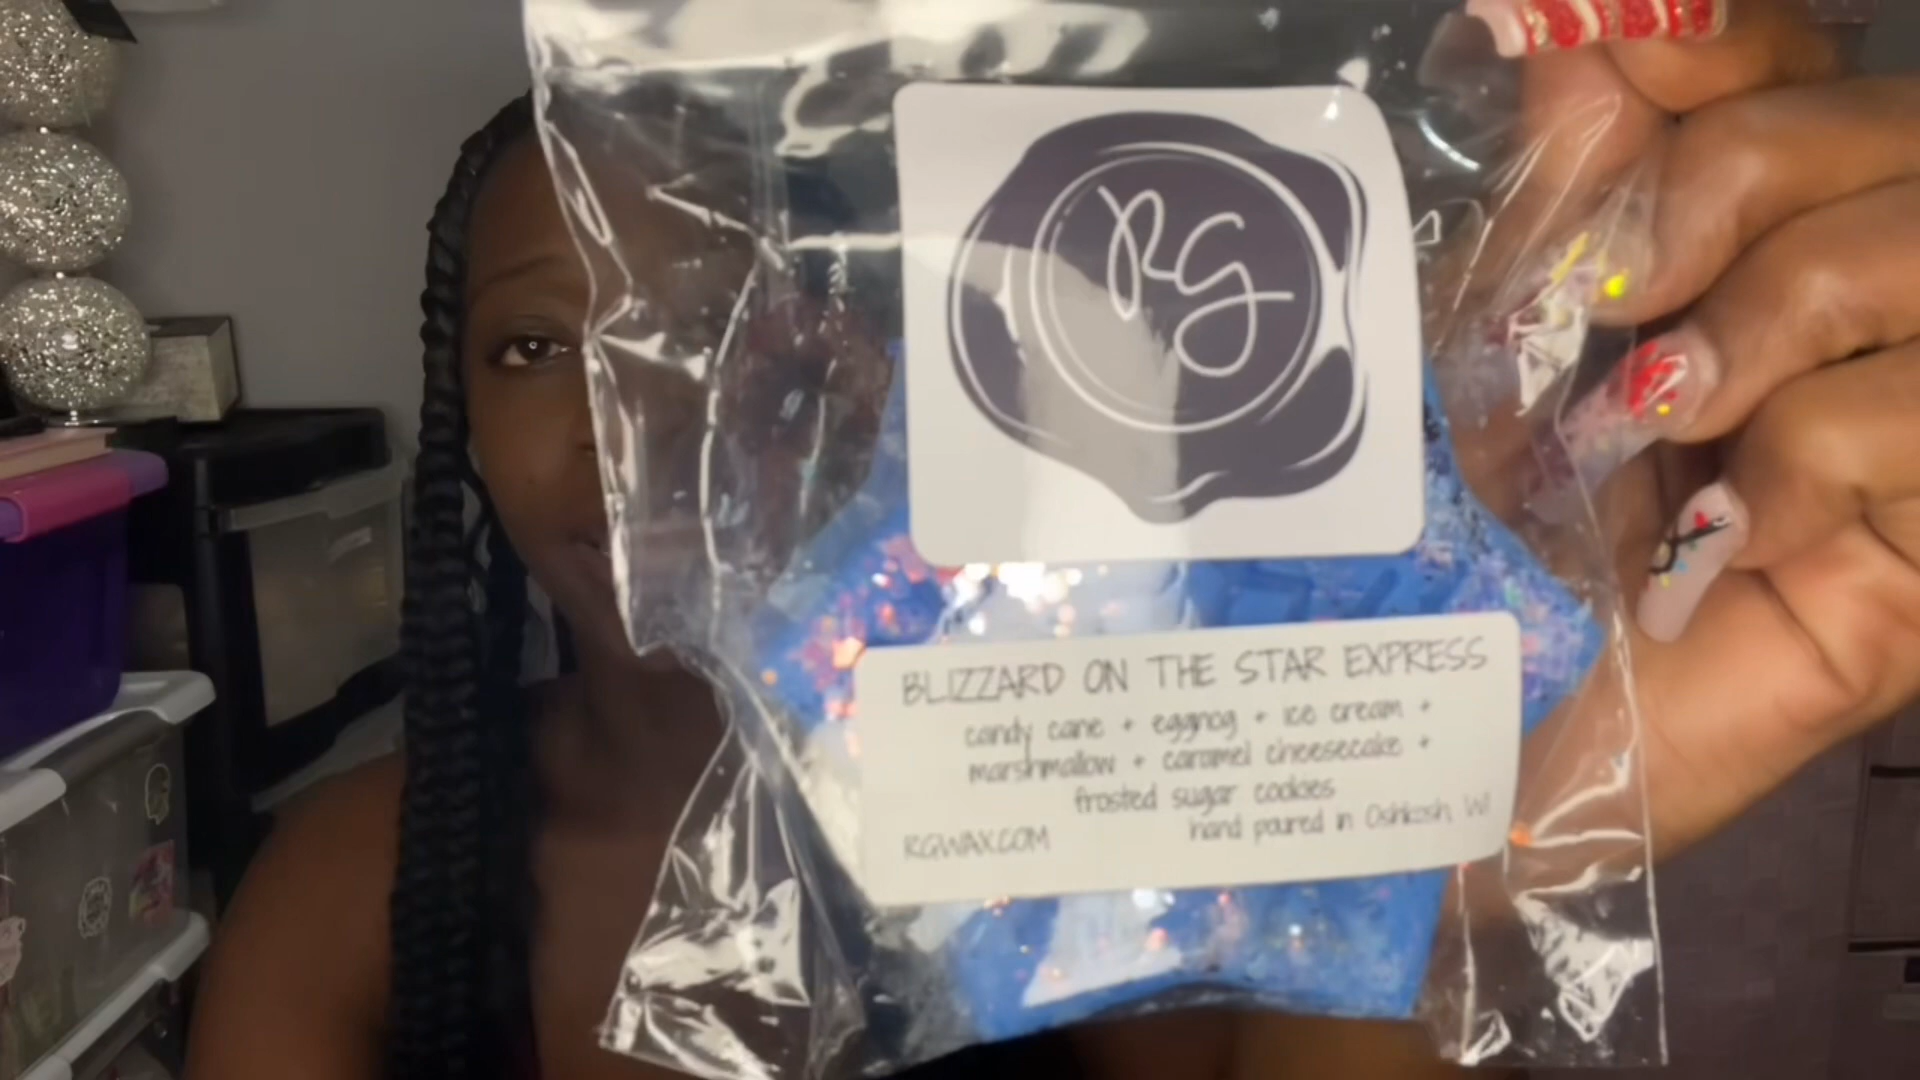 RG
BLIZZARD ON THE STAR EXPRESS
candy cane + eggnog + ice cream +
marshmallow + caramel cheesecake +
frosted sugar cookies
hand poured in Oshkosh, WI
RGWAX.COM